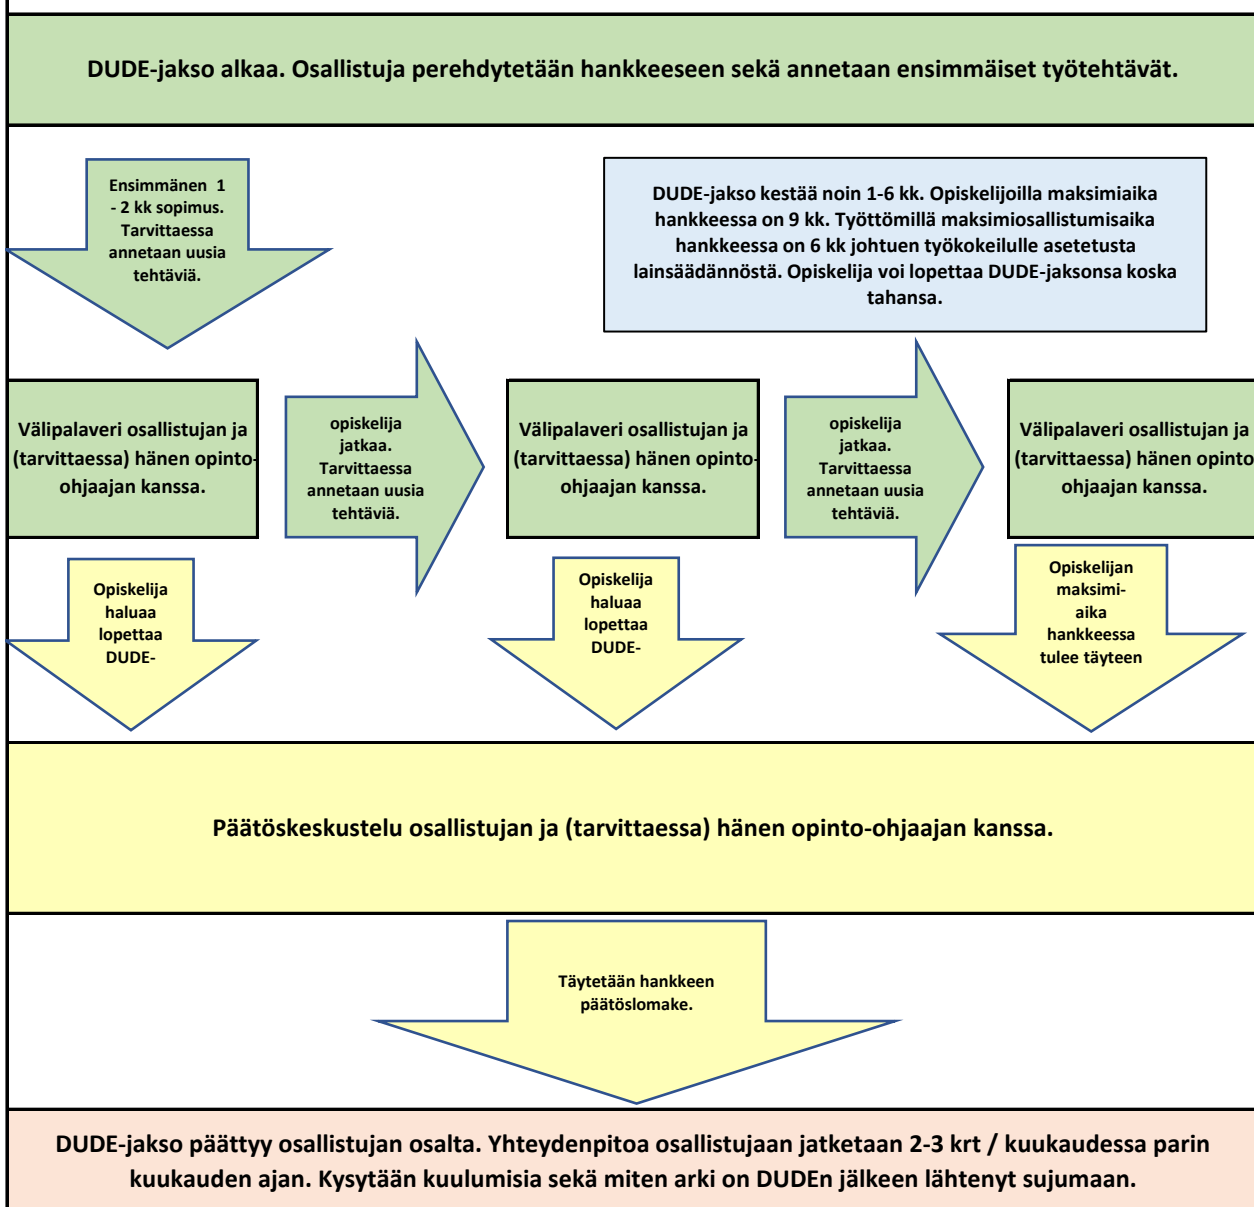 DUDE-jakso alkaa. Osallistuja perehdytetään hankkeeseen sekä annetaan ensimmäiset työtehtävät.
Ensimmänen 1
- 2 kk sopimus.
Tarvittaessa
annetaan uusia
tehtäviä.
DUDE-jakso kestää noin 1-6 kk. Opiskelijoilla maksimiaika
hankkeessa on 9 kk. Työttömillä maksimiosallistumisaika
hankkeessa on 6 kk johtuen työkokeilulle asetetusta
lainsäädännöstä. Opiskelija voi lopettaa DUDE-jaksonsa koska
tahansa.
Välipalaveri osallistujan ja
(tarvittaessa) hänen opinto-
ohjaajan kanssa.
opiskelija
jatkaa.
Tarvittaessa
annetaan uusia
tehtäviä.
Välipalaveri osallistujan ja
(tarvittaessa) hänen opinto-
ohjaajan kanssa.
opiskelija
jatkaa.
Tarvittaessa
annetaan uusia
tehtäviä.
Välipalaveri osallistujan ja
(tarvittaessa) hänen opinto-
ohjaajan kanssa.
Opiskelija
haluaa
lopettaa
DUDE-
Opiskelija
haluaa
lopettaa
DUDE-
Opiskelijan
maksimi-
aika
hankkeessa
tulee täyteen
Päätöskeskustelu osallistujan ja (tarvittaessa) hänen opinto-ohjaajan kanssa.
Täytetään hankkeen
päätöslomake.
DUDE-jakso päättyy osallistujan osalta. Yhteydenpitoa osallistujaan jatketaan 2-3 krt / kuukaudessa parin
kuukauden ajan. Kysytään kuulumisia sekä miten arki on DUDEn jälkeen lähtenyt sujumaan.